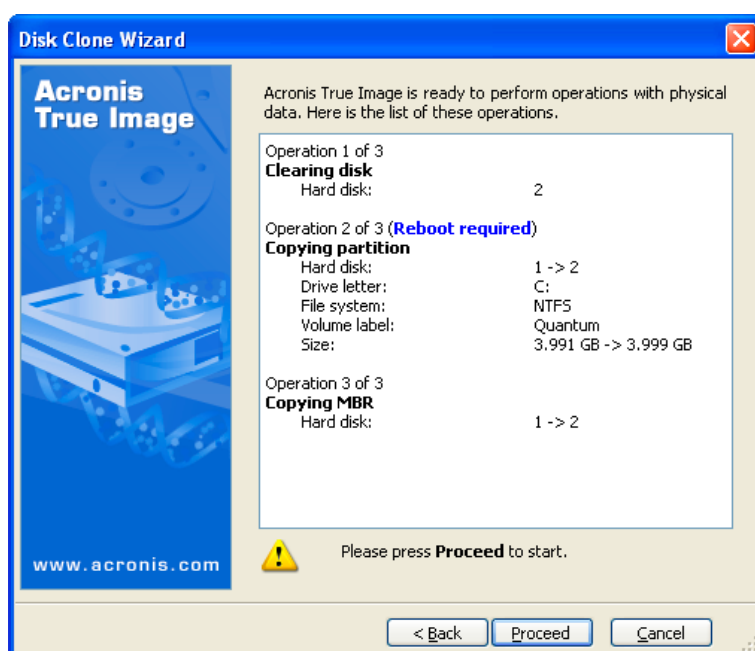 Disk Clone Wizard
Acronis
True Image
www.acronis.com
Acronis True Image is ready to perform operations with physical
data. Here is the list of these operations.
Operation 1 of 3
Clearing disk
Hard disk: 2
Operation 2 of 3 (Reboot required)
Copying partition
Hard disk: 1 -> 2
Drive letter: C:
File system: NTFS
Volume label: Quantum
Size: 3.991 GB -> 3.999 GB
Operation 3 of 3
Copying MBR
Hard disk: 1 -> 2
Please press Proceed to start.
< Back Proceed Cancel